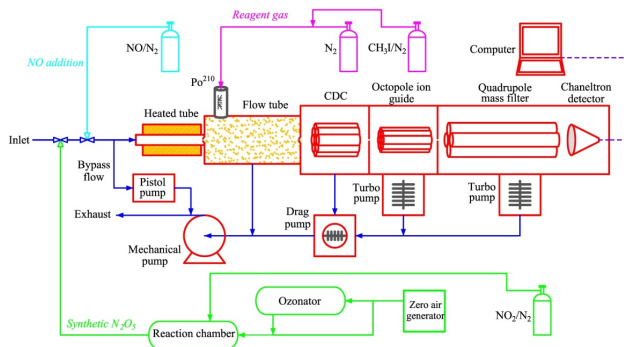 Reagent gas
NO/N2
N2
CH3I/N2
Computer
NO addition
Po210
Heated tube
Flow tube
CDC
Octopole ion
guide
Quadrupole
mass filter
Chaneltron
detector
Inlet
Bypass
flow
Pistol
pump
Exhaust
Mechanical
pump
Drag
pump
Turbo
pump
Turbo
pump
Synthetic N2O5
Ozonator
Reaction chamber
Zero air
generator
NO2/N2